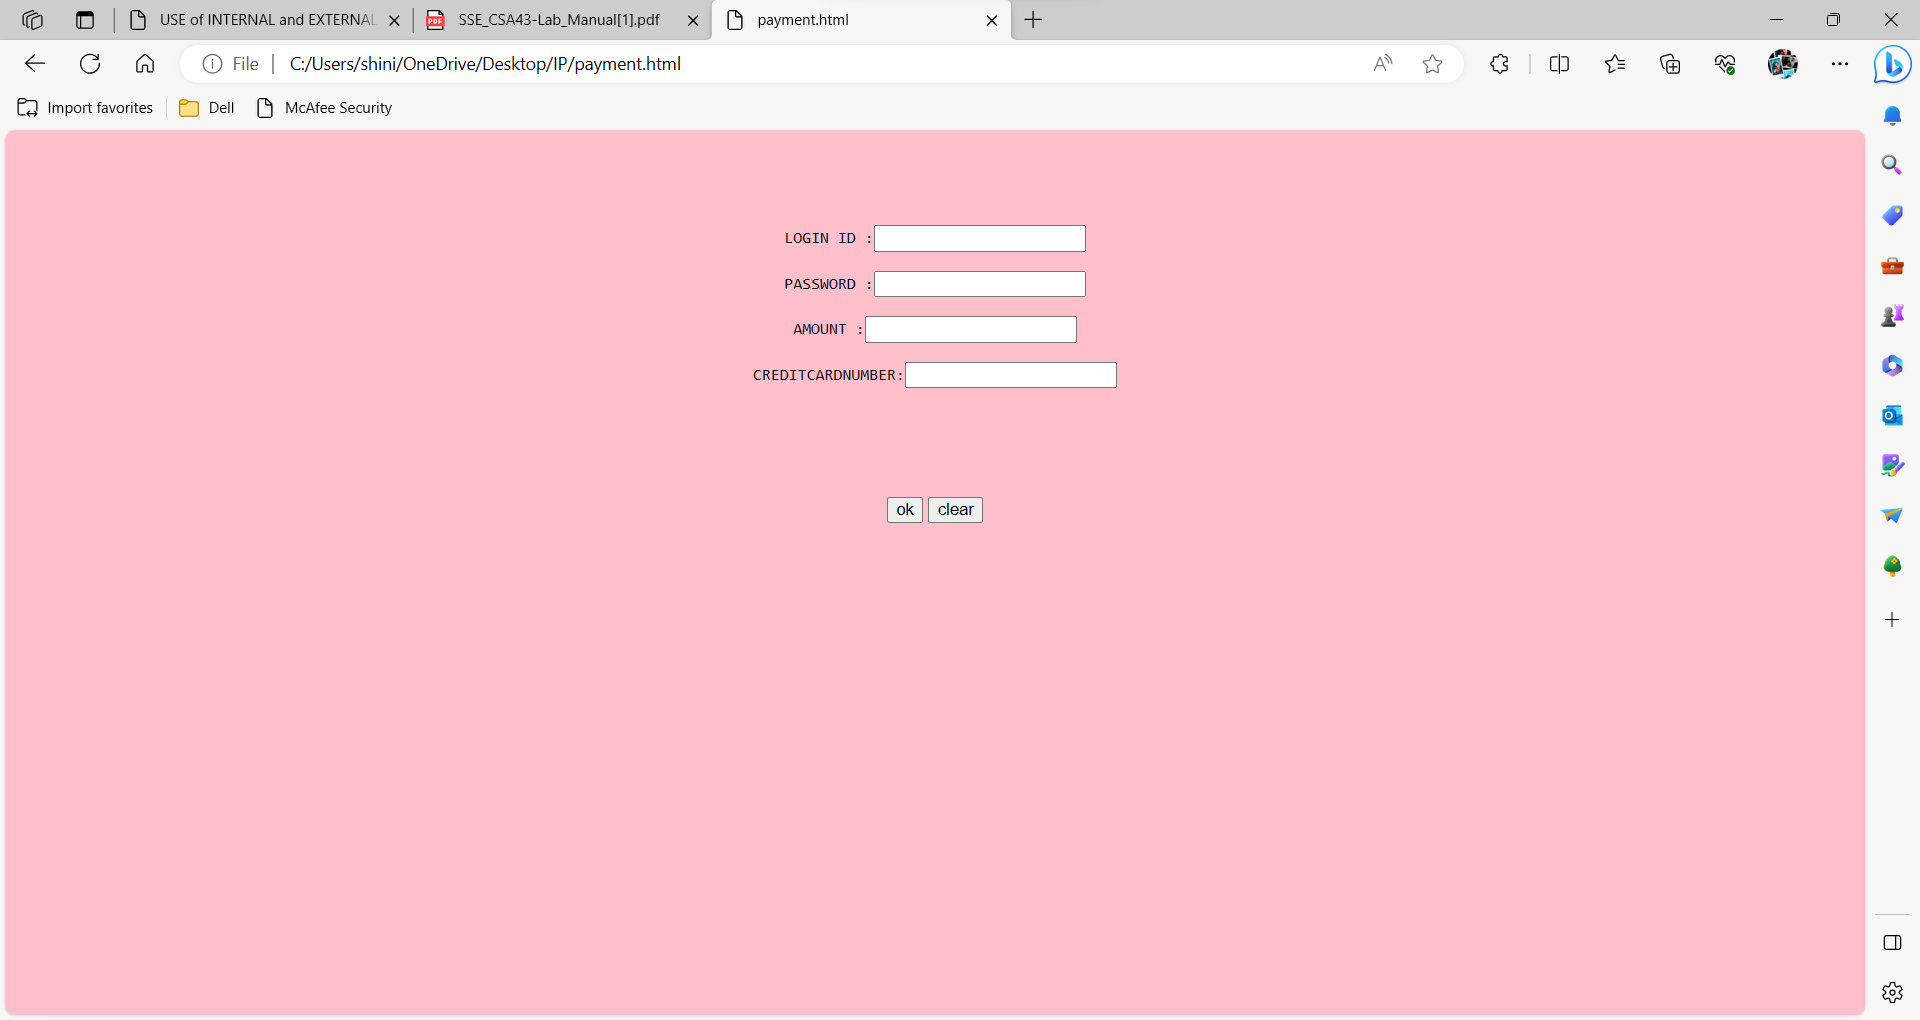 USE of INTERNAL and EXTERNAL
SSE_CSA43-Lab_Manual[1].pdf
payment.html
File
C:/Users/shini/OneDrive/Desktop/IP/payment.html
Import favorites
Dell
McAfee Security
LOGIN ID :
PASSWORD :
AMOUNT :
CREDITCARDNUMBER:
ok clear